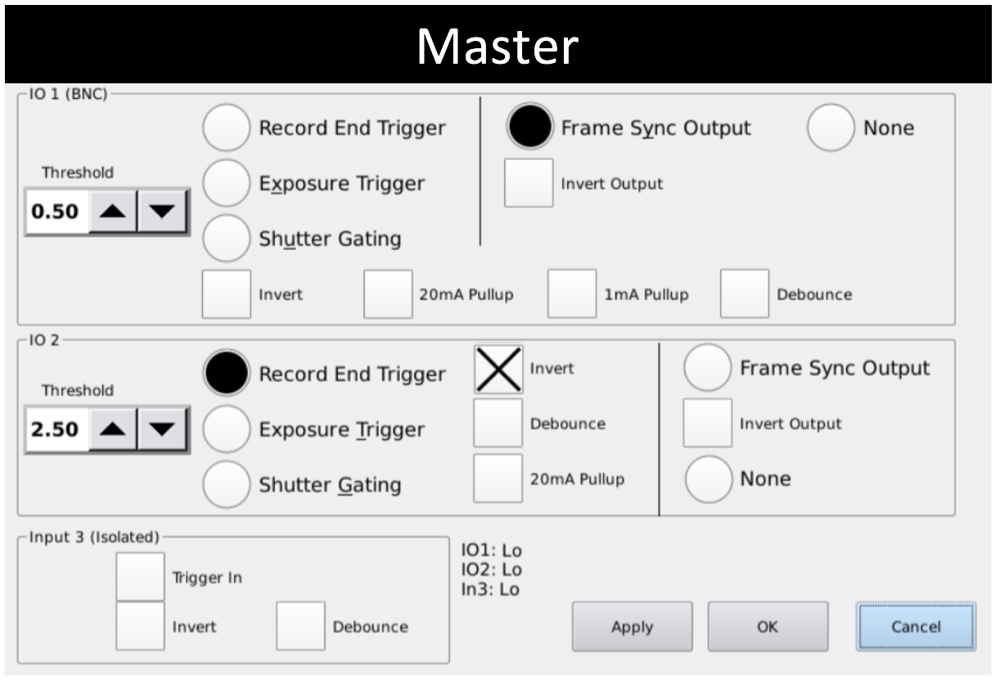 Master
IO 1 (BNC)
Record End Trigger
Frame Sync Output
None
Threshold
Exposure Trigger
Invert Output
0.50
Shutter Gating
Invert
20mA Pullup
1mA Pullup
Debounce
IO 2
Record End Trigger
Invert
Frame Sync Output
Threshold
2.50
Exposure Trigger
Debounce
Invert Output
Shutter Gating
20mA Pullup
None
Input 3 (Isolated)
Trigger In
Invert
Debounce
IO1: Lo
IO2: Lo
In3: Lo
Apply
OK
Cancel